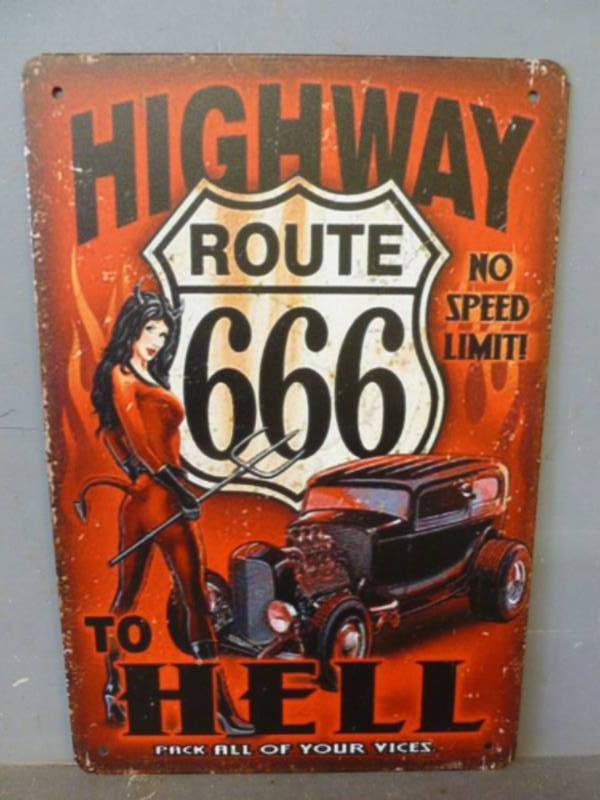 HIGHWAY
ROUTE
666
NO
SPEED
LIMIT!
TO
HELL
PACK ALL OF YOUR VICES